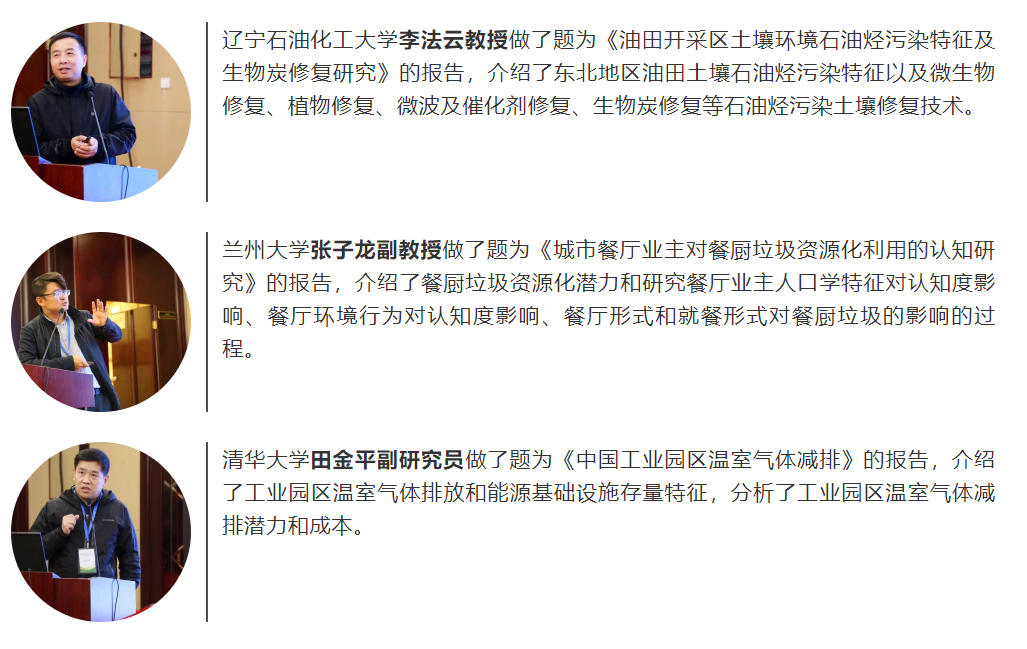 辽宁石油化工大学李法云教授做了题为《油田开采区土壤环境石油烃污染特征及
生物炭修复研究》的报告，介绍了东北地区油田土壤石油烃污染特征以及微生物
修复、植物修复、微波及催化剂修复、生物炭修复等石油烃污染土壤修复技术。
兰州大学张子龙副教授做了题为《城市餐厅业主对餐厨垃圾资源化利用的认知研
究》的报告，介绍了餐厨垃圾资源化潜力和研究餐厅业主人口学特征对认知度影
响、餐厅环境行为对认知度影响、餐厅形式和就餐形式对餐厨垃圾的影响的过
程。
清华大学田金平副研究员做了题为《中国工业园区温室气体减排》的报告，介绍
了工业园区温室气体排放和能源基础设施存量特征，分析了工业园区温室气体减
排潜力和成本。